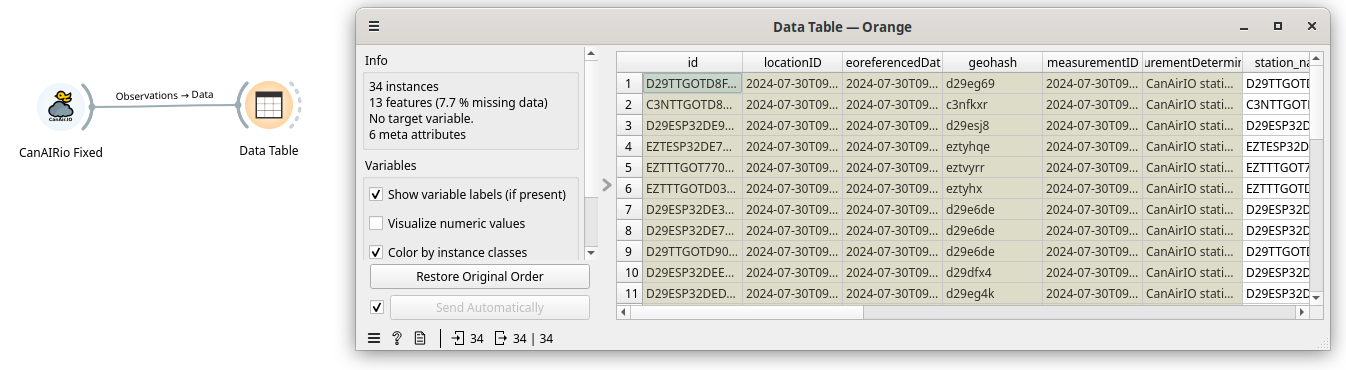 Data Table — Orange
Observations → Data
CanAirIO
CanAIRio Fixed
Data Table
Info
34 instances
13 features (7.7 % missing data)
No target variable.
6 meta attributes
Variables
Show variable labels (if present)
Visualize numeric values
Color by instance classes
Restore Original Order
Send Automatically
34 34 | 34
id locationID eoreferencedDat geohash measurementID urementDetermin station_na
1 D29TTGOTD8F... 2024-07-30T09... 2024-07-30T09... d29eg69 2024-07-30T09... CanAirIO stati... D29TTGOTD
2 C3NTTGOTD8... 2024-07-30T09... 2024-07-30T09... c3nfkxr 2024-07-30T09... CanAirIO stati... C3NTTGOTI
3 D29ESP32DE9... 2024-07-30T09... 2024-07-30T09... d29esj8 2024-07-30T09... CanAirIO stati... D29ESP32D
4 EZTESP32DE7... 2024-07-30T09... 2024-07-30T09... eztyhqe 2024-07-30T09... CanAirIO stati... EZTESP32D
5 EZTTTGOT770... 2024-07-30T09... 2024-07-30T09... eztvyrr 2024-07-30T09... CanAirIO stati... EZTTTGOT7
6 EZTTTGOTD03... 2024-07-30T09... 2024-07-30T09... eztyhx 2024-07-30T09... CanAirIO stati... EZTTTGOTD
7 D29ESP32DE3... 2024-07-30T09... 2024-07-30T09... d29e6de 2024-07-30T09... CanAirIO stati... D29ESP32D
8 D29ESP32DE7... 2024-07-30T09... 2024-07-30T09... d29e6de 2024-07-30T09... CanAirIO stati... D29ESP32D
9 D29TTGOTD90... 2024-07-30T09... 2024-07-30T09... d29e6de 2024-07-30T09... CanAirIO stati... D29TTGOTD
10 D29ESP32DEE... 2024-07-30T09... 2024-07-30T09... d29dfx4 2024-07-30T09... CanAirIO stati... D29ESP32D
11 D29ESP32DED... 2024-07-30T09... 2024-07-30T09... d29eg4k 2024-07-30T09... CanAirIO stati... D29ESP32D